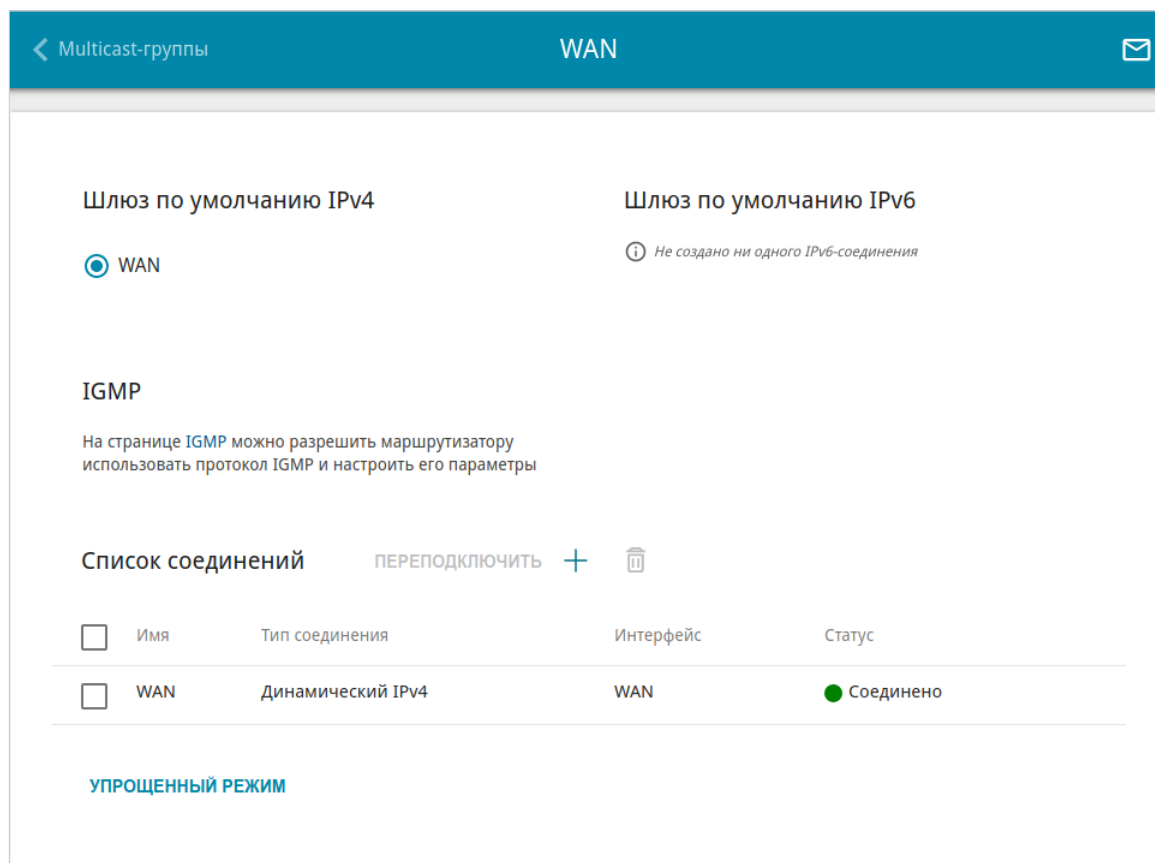 Multicast-группы
WAN
Шлюз по умолчанию IPv4
Шлюз по умолчанию IPv6
WAN
Не создано ни одного IPv6-соединения
IGMP
На странице IGMP можно разрешить маршрутизатору
использовать протокол IGMP и настроить его параметры
Список соединений ПЕРЕПОДКЛЮЧИТЬ
Имя Тип соединения Интерфейс Статус
WAN Динамический IPv4 WAN Соединено
УПРОЩЕННЫЙ РЕЖИМ